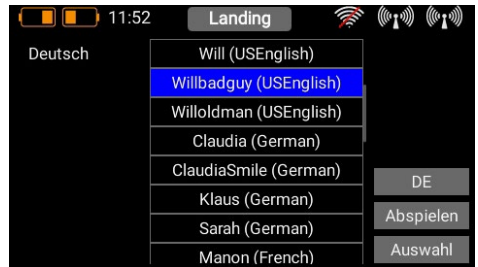 11:52 Landing
Deutsch
Will (USEnglish)
Willbadguy (USEnglish)
Willoldman (USEnglish)
Claudia (German)
ClaudiaSmile (German)
Klaus (German)
Sarah (German)
Manon (French)
DE
Abspielen
Auswahl